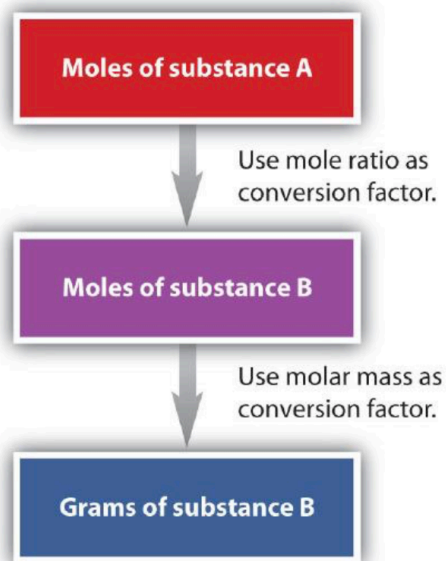 Moles of substance A
Use mole ratio as
conversion factor.
Moles of substance B
Use molar mass as
conversion factor.
Grams of substance B